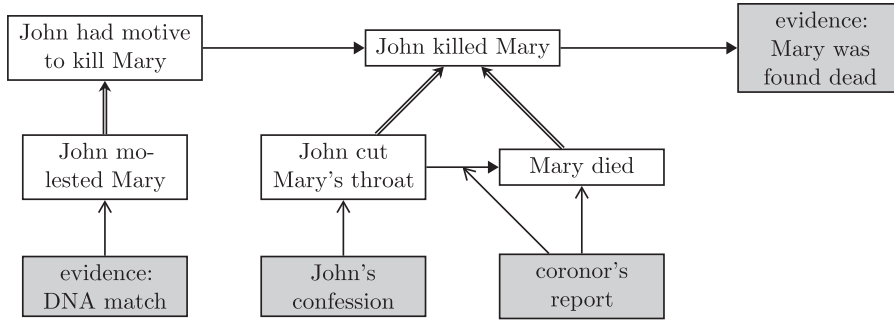 John had motive
to kill Mary
John killed Mary
evidence:
Mary was
found dead
John mo-
lested Mary
John cut
Mary's throat
Mary died
evidence:
DNA match
John's
confession
coronor's
report